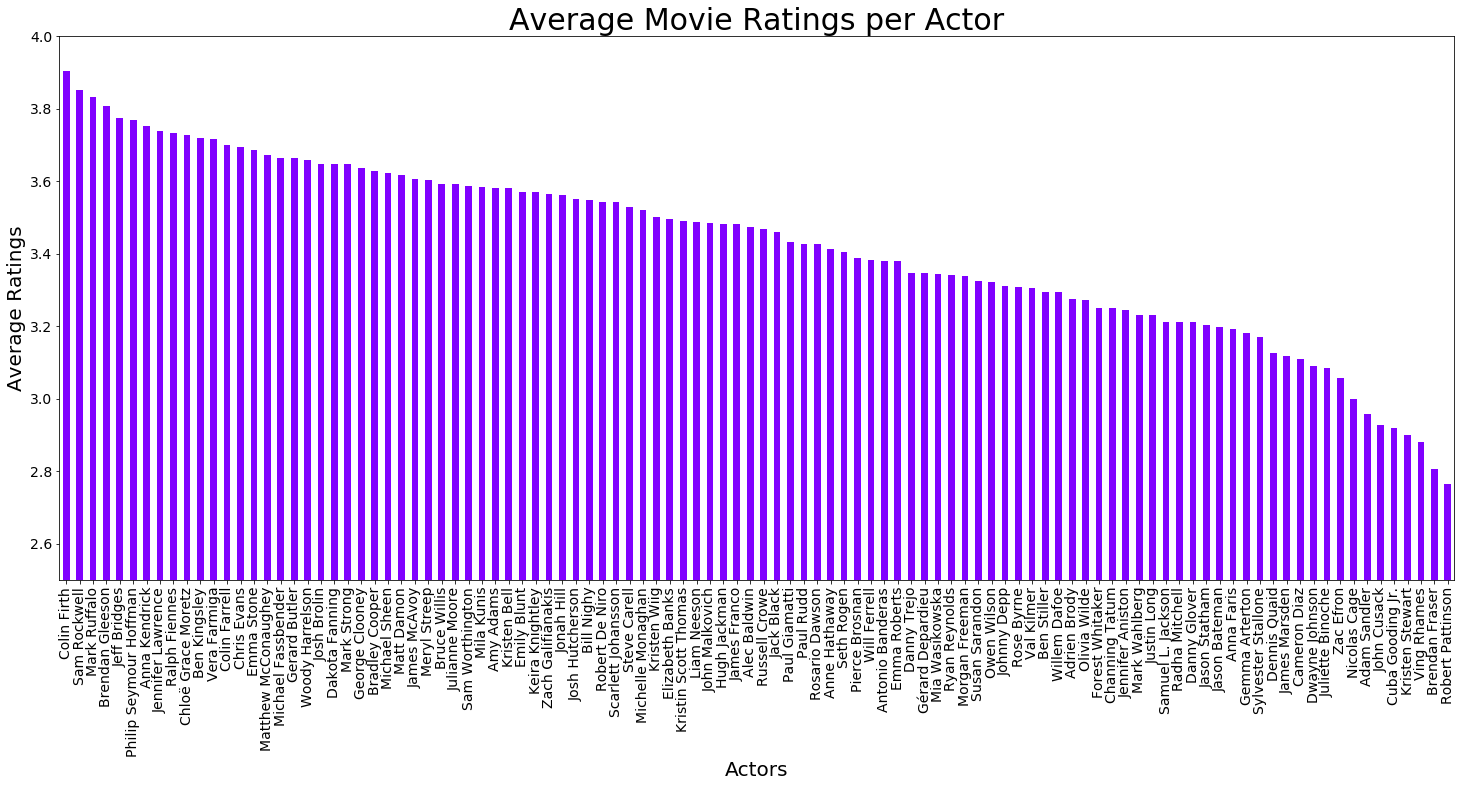 Average Movie Ratings per Actor
Average Ratings
4.0
3.8
3.6
3.4
3.2
3.0
2.8
2.6
Colin Firth
Sam Rockwell
Mark Ruffalo
Brendan Gleeson
Jeff Bridges
Philip Seymour Hoffman
Anna Kendrick
Jennifer Lawrence
Ralph Fiennes
Chloë Grace Moretz
Ben Kingsley
Vera Farmiga
Colin Farrell
Chris Evans
Emma Stone
Matthew McConaughey
Michael Fassbender
Gerard Butler
Woody Harrelson
Josh Brolin
Dakota Fanning
Mark Strong
George Clooney
Bradley Cooper
Michael Sheen
Matt Damon
James McAvoy
Meryl Streep
Bruce Willis
Julianne Moore
Sam Worthington
Mila Kunis
Amy Adams
Kristen Bell
Emily Blunt
Keira Knightley
Zach Galifianakis
Jonah Hill
Josh Hutcherson
Bill Nighy
Robert De Niro
Scarlett Johansson
Steve Carell
Michelle Monaghan
Kristen Wiig
Elizabeth Banks
Kristin Scott Thomas
Liam Neeson
John Malkovich
Hugh Jackman
James Franco
Alec Baldwin
Russell Crowe
Jack Black
Paul Giamatti
Paul Rudd
Rosario Dawson
Anne Hathaway
Seth Rogen
Pierce Brosnan
Will Ferrell
Antonio Banderas
Emma Roberts
Danny Trejo
Gérard Depardieu
Mia Wasikowska
Ryan Reynolds
Morgan Freeman
Susan Sarandon
Owen Wilson
Johnny Depp
Rose Byrne
Val Kilmer
Ben Stiller
Willem Dafoe
Adrien Brody
Olivia Wilde
Forest Whitaker
Channing Tatum
Jennifer Aniston
Mark Wahlberg
Justin Long
Samuel L. Jackson
Radha Mitchell
Danny Glover
Jason Statham
Jason Bateman
Anna Faris
Gemma Arterton
Sylvester Stallone
Dennis Quaid
James Marsden
Cameron Diaz
Dwayne Johnson
Juliette Binoche
Zac Efron
Nicolas Cage
Adam Sandler
John Cusack
Cuba Gooding Jr.
Kristen Stewart
Ving Rhames
Brendan Fraser
Robert Pattinson
Actors